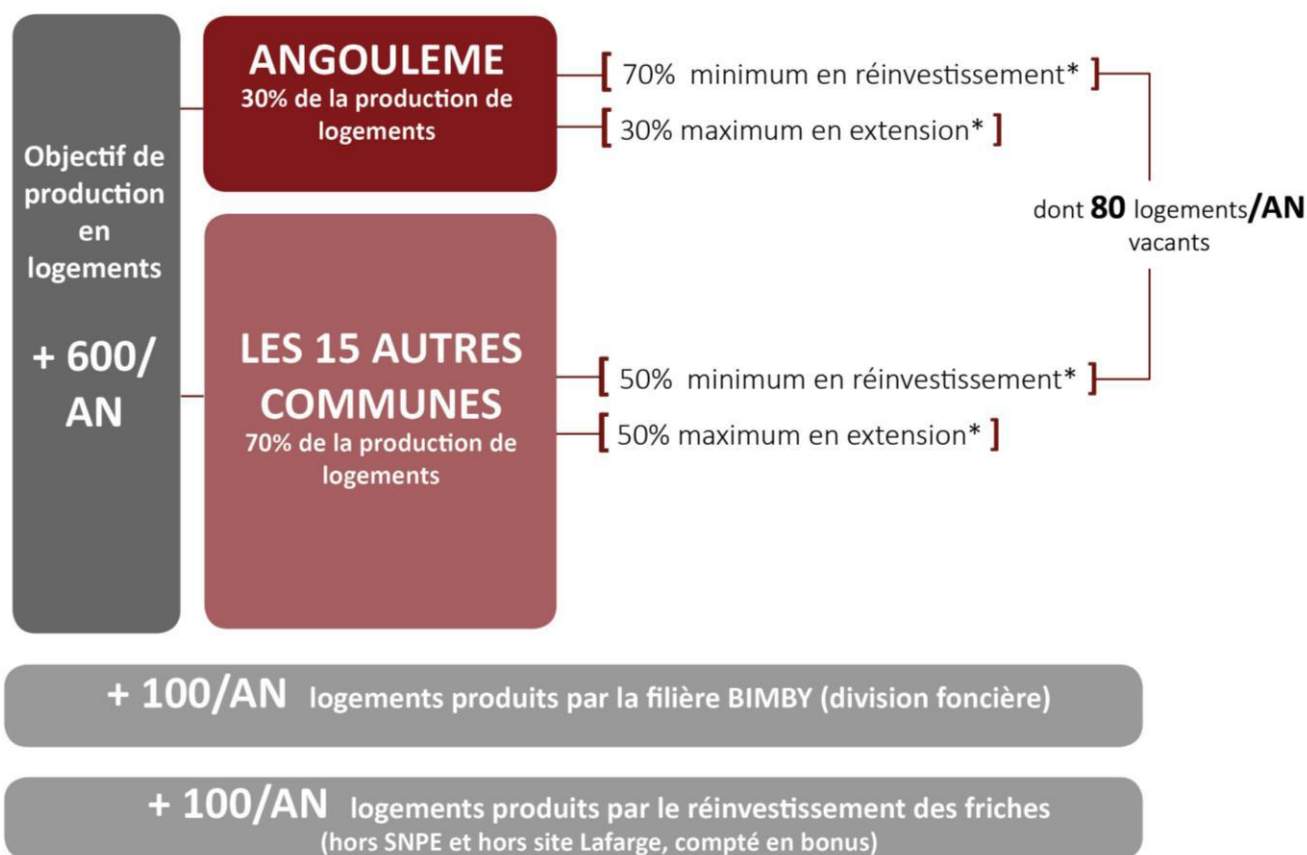 Objectif de
production
en
logements
+ 600/
AN
ANGOULEME
30% de la production de
logements
[ 70% minimum en réinvestissement* ]
[ 30% maximum en extension* ]
dont 80 logements/AN
vacants
LES 15 AUTRES
COMMUNES
70% de la production de
logements
[ 50% minimum en réinvestissement* ]
[ 50% maximum en extension* ]
+ 100/AN logements produits par la filière BIMBY (division foncière)
+ 100/AN logements produits par le réinvestissement des friches
(hors SNPE et hors site Lafarge, compté en bonus)